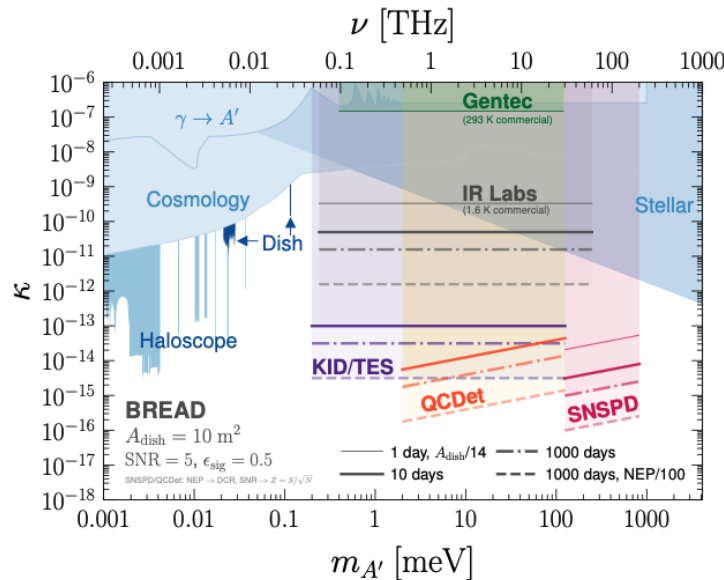 ν [THz]
0.001 0.01 0.1 1 10 100 1000
10⁻⁶
10⁻⁷
10⁻⁸
10⁻⁹
10⁻¹⁰
10⁻¹¹
10⁻¹²
10⁻¹³
10⁻¹⁴
10⁻¹⁵
10⁻¹⁶
10⁻¹⁷
10⁻¹⁸
κ
Gentec
(293 K commercial)
γ → A′
IR Labs
(1.6 K commercial)
Cosmology
Stellar
Dish
Haloscope
KID/TES
QCDet
SNSPD
BREAD
A_dish = 10 m²
SNR = 5, ϵ_sig = 0.5
SNSPD/QCDet: NEP → DCR, SNR → Z = S/√N
1 day, A_dish/14
10 days
1000 days
1000 days, NEP/100
0.001 0.01 0.1 1 10 100 1000
m_A′ [meV]